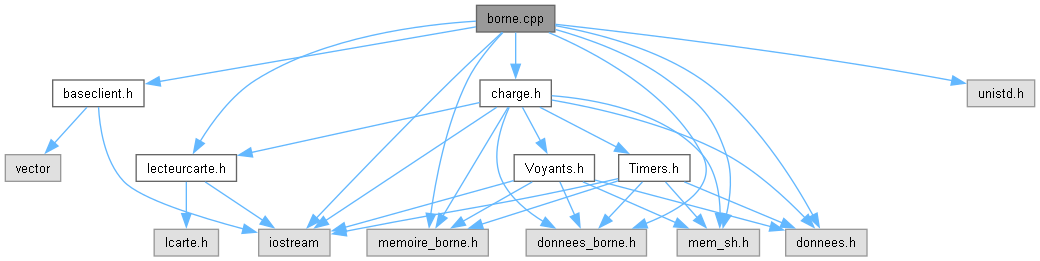 borne.cpp
baseclient.h
charge.h
unistd.h
vector
lecteurcarte.h
Voyants.h
Timers.h
lcarte.h
iostream
memoire_borne.h
donnees_borne.h
mem_sh.h
donnees.h